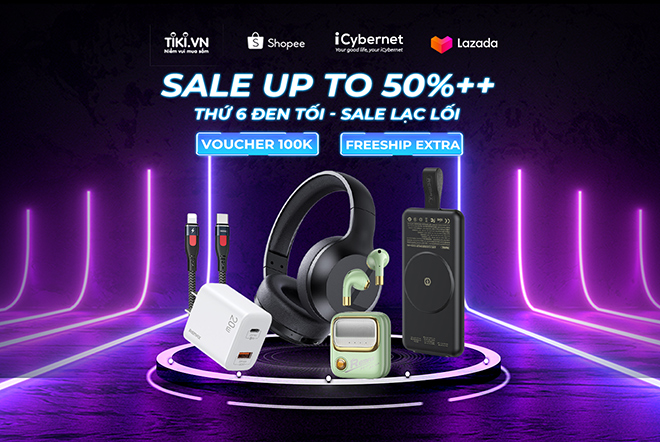 TIKI.VN
Niềm vui mua sắm
S Shopee
iCybernet
Your good life, your iCybernet
Lazada
SALE UP TO 50%++
THỨ 6 ĐEN TỐI - SALE LẠC LỐI
VOUCHER 100K
FREESHIP EXTRA
20W